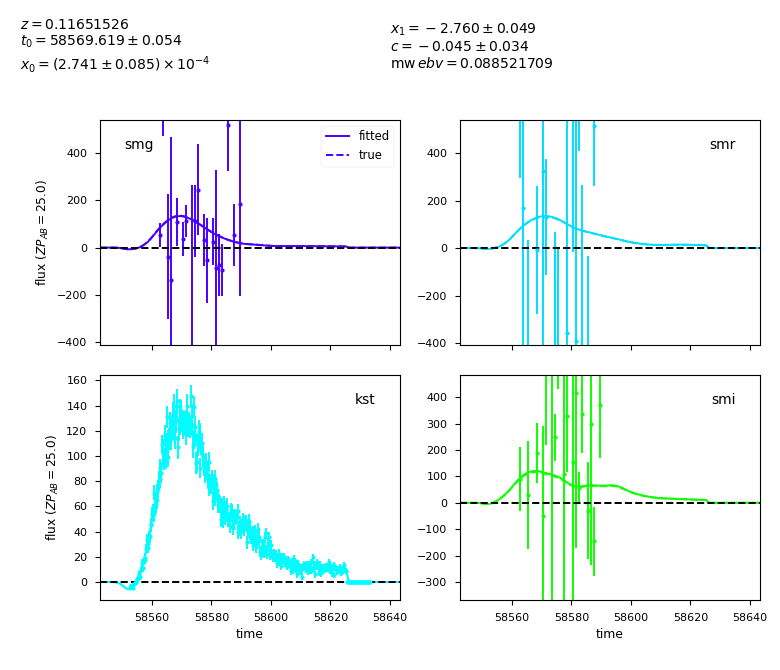 z = 0.11651526
t₀ = 58569.619 ± 0.054
x₀ = (2.741 ± 0.085) × 10⁻⁴
x₁ = −2.760 ± 0.049
c = −0.045 ± 0.034
mw ebv = 0.088521709
smg
fitted
true
flux (ZP_AB = 25.0)
400
200
0
−200
−400
smr
400
200
0
−200
−400
kst
flux (ZP_AB = 25.0)
160
140
120
100
80
60
40
20
0
58560 58580 58600 58620 58640
time
smi
400
300
200
100
0
−100
−200
−300
58560 58580 58600 58620 58640
time